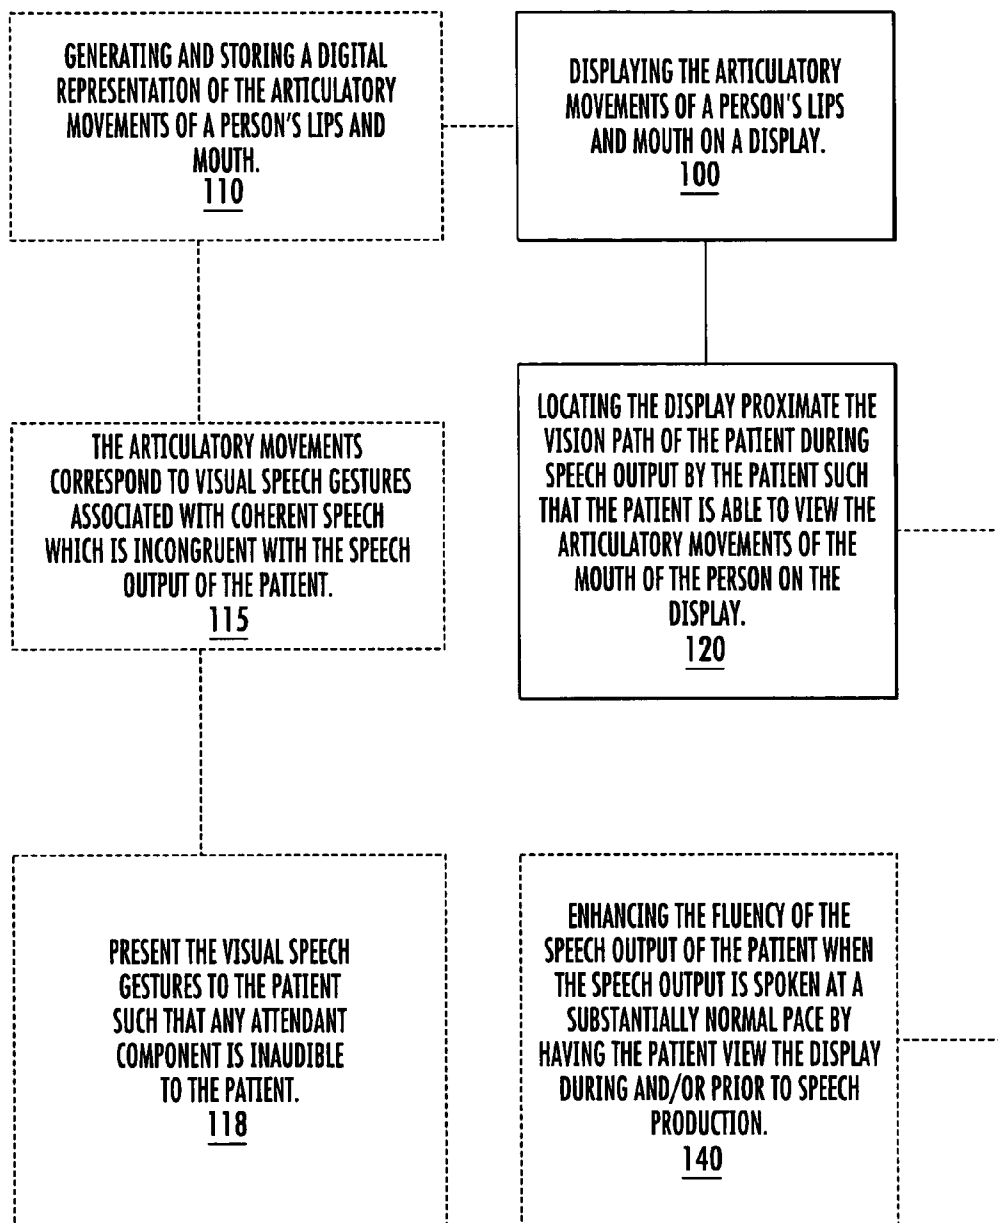 GENERATING AND STORING A DIGITAL
REPRESENTATION OF THE ARTICULATORY
MOVEMENTS OF A PERSON'S LIPS AND
MOUTH.
110
DISPLAYING THE ARTICULATORY
MOVEMENTS OF A PERSON'S LIPS
AND MOUTH ON A DISPLAY.
100
THE ARTICULATORY MOVEMENTS
CORRESPOND TO VISUAL SPEECH GESTURES
ASSOCIATED WITH COHERENT SPEECH
WHICH IS INCONGRUENT WITH THE SPEECH
OUTPUT OF THE PATIENT.
115
LOCATING THE DISPLAY PROXIMATE THE
VISION PATH OF THE PATIENT DURING
SPEECH OUTPUT BY THE PATIENT SUCH
THAT THE PATIENT IS ABLE TO VIEW THE
ARTICULATORY MOVEMENTS OF THE
MOUTH OF THE PERSON ON THE
DISPLAY.
120
PRESENT THE VISUAL SPEECH
GESTURES TO THE PATIENT
SUCH THAT ANY ATTENDANT
COMPONENT IS INAUDIBLE
TO THE PATIENT.
118
ENHANCING THE FLUENCY OF THE
SPEECH OUTPUT OF THE PATIENT WHEN
THE SPEECH OUTPUT IS SPOKEN AT A
SUBSTANTIALLY NORMAL PACE BY
HAVING THE PATIENT VIEW THE DISPLAY
DURING AND/OR PRIOR TO SPEECH
PRODUCTION.
140